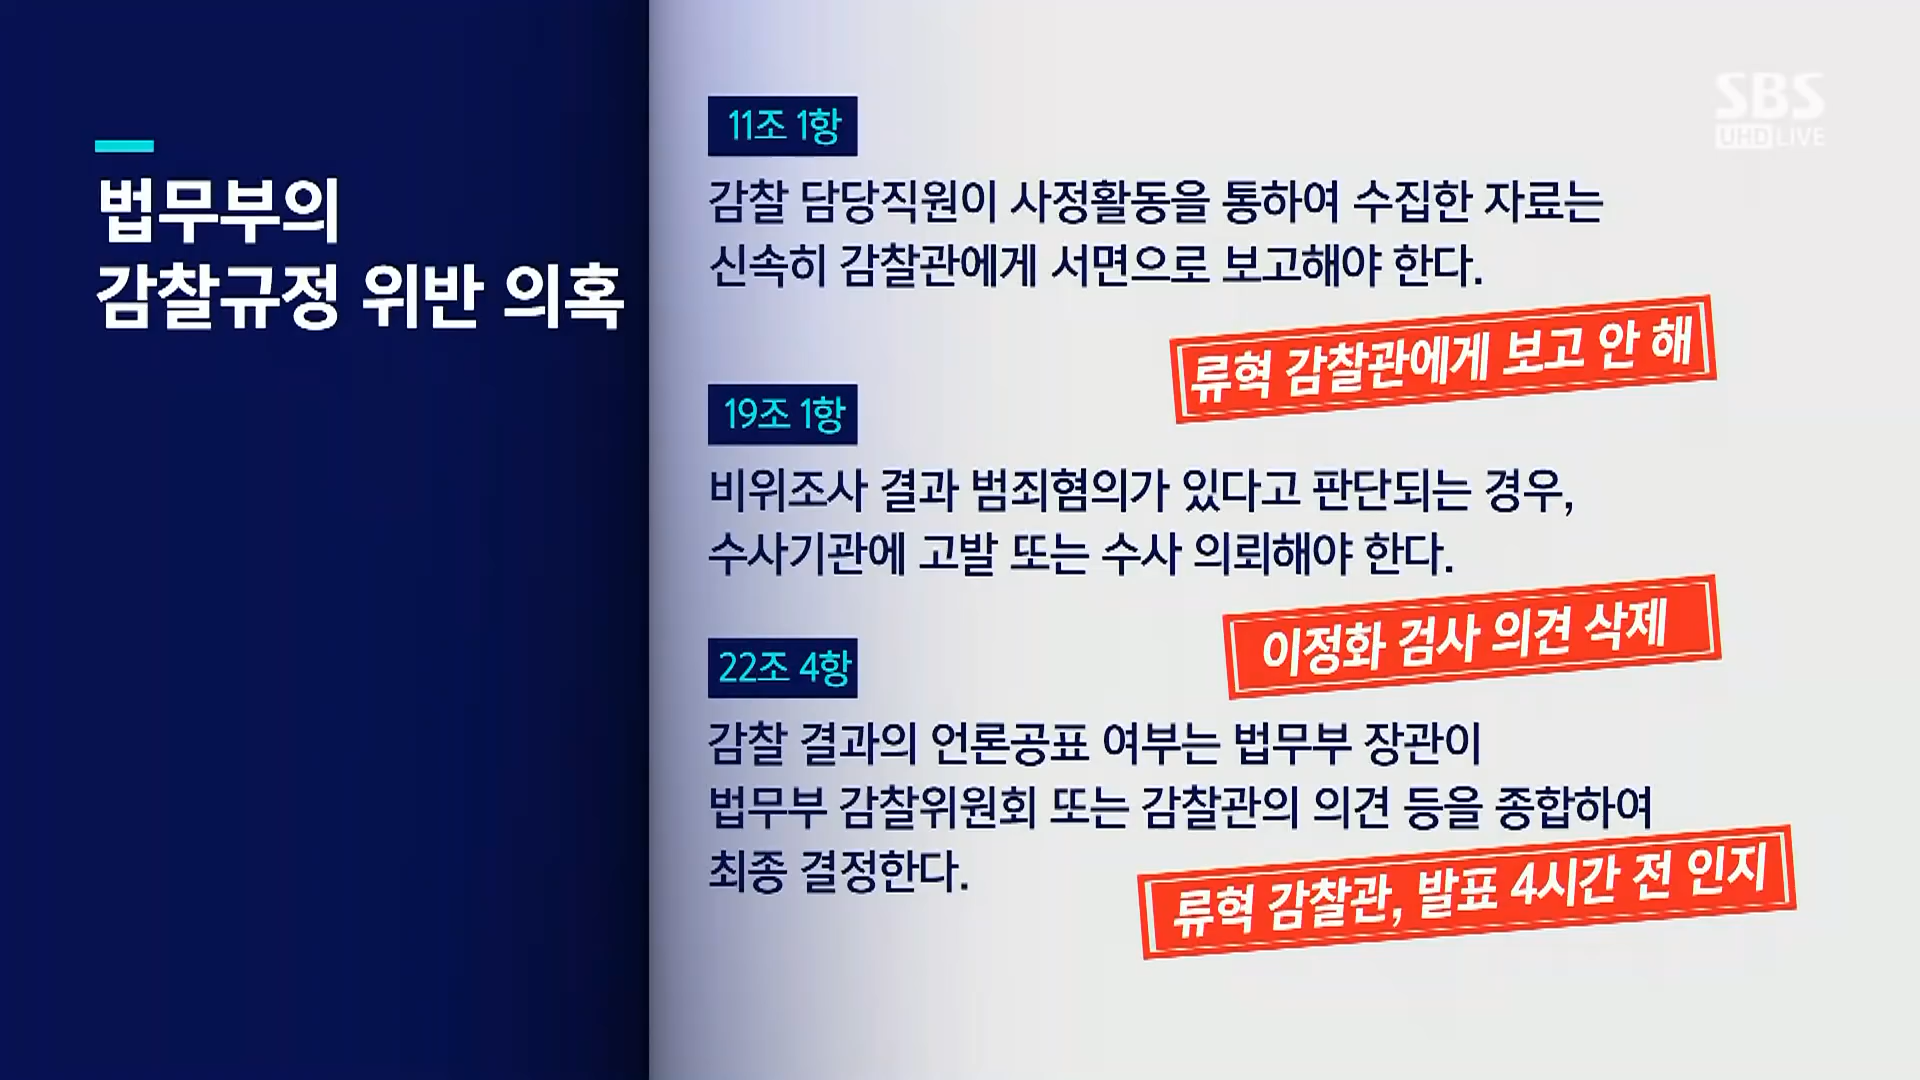 법무부의
감찰규정 위반 의혹
SBS
UHD LIVE
11조 1항
감찰 담당직원이 사정활동을 통하여 수집한 자료는
신속히 감찰관에게 서면으로 보고해야 한다.
류혁 감찰관에게 보고 안 해
19조 1항
비위조사 결과 범죄혐의가 있다고 판단되는 경우,
수사기관에 고발 또는 수사 의뢰해야 한다.
이정화 검사 의견 삭제
22조 4항
감찰 결과의 언론공표 여부는 법무부 장관이
법무부 감찰위원회 또는 감찰관의 의견 등을 종합하여
최종 결정한다.
류혁 감찰관, 발표 4시간 전 인지